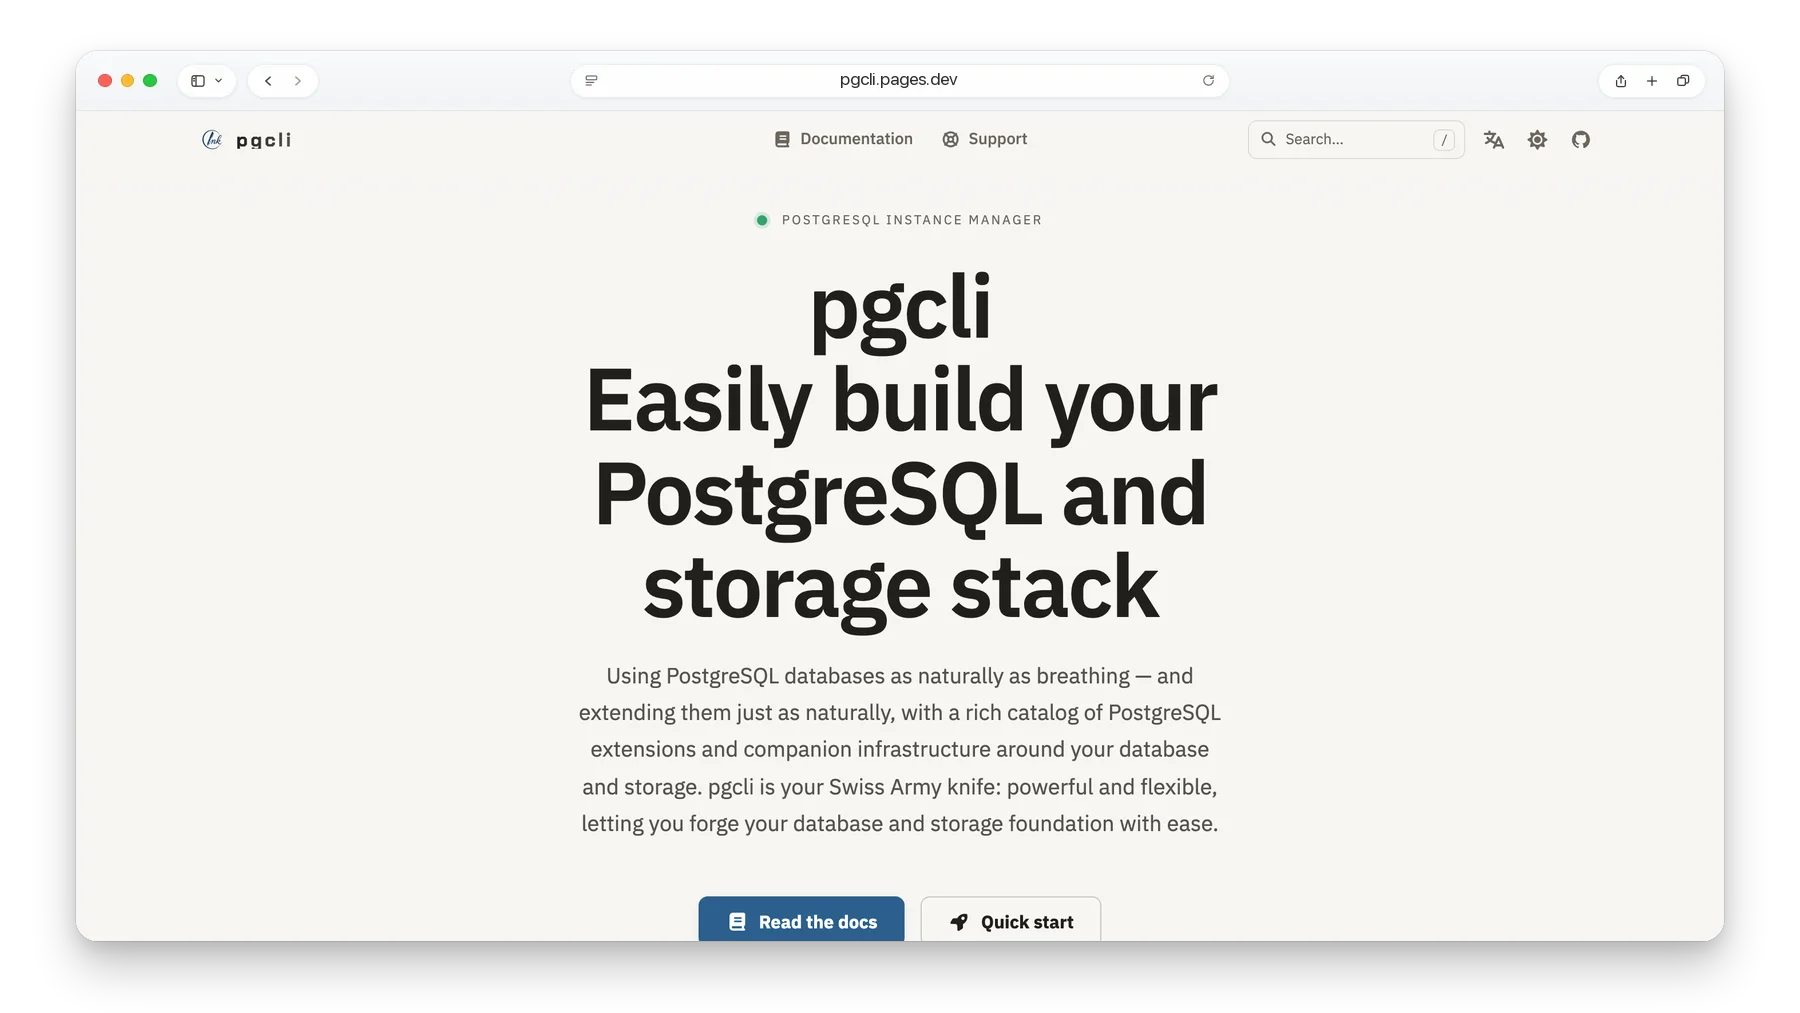 pgcli.pages.dev
Ink pgcli
Documentation
Support
Search...
/
POSTGRESQL INSTANCE MANAGER
pgcli
Easily build your
PostgreSQL and
storage stack
Using PostgreSQL databases as naturally as breathing — and
extending them just as naturally, with a rich catalog of PostgreSQL
extensions and companion infrastructure around your database
and storage. pgcli is your Swiss Army knife: powerful and flexible,
letting you forge your database and storage foundation with ease.
Read the docs
Quick start